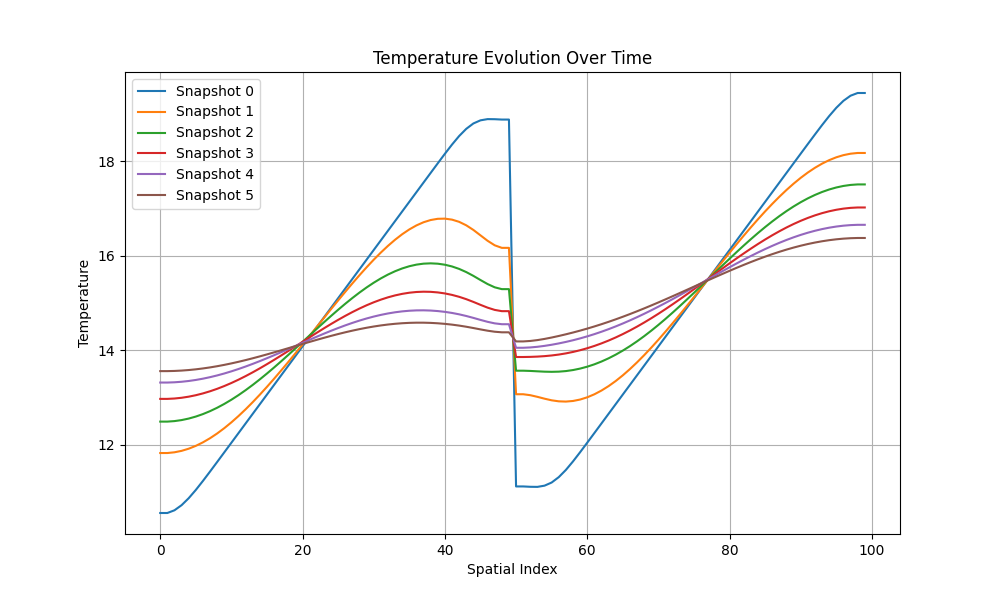 Temperature Evolution Over Time
Snapshot 0
Snapshot 1
Snapshot 2
Snapshot 3
Snapshot 4
Snapshot 5
Temperature
18
16
14
12
0 20 40 60 80 100
Spatial Index